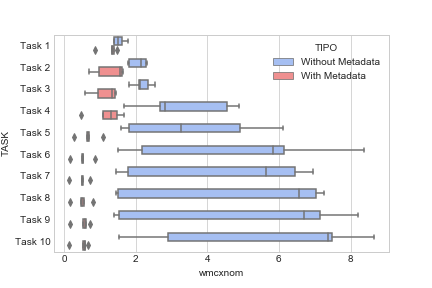 TIPO
Without Metadata
With Metadata
TASK
Task 1
Task 2
Task 3
Task 4
Task 5
Task 6
Task 7
Task 8
Task 9
Task 10
0 2 4 6 8
wmcxnom